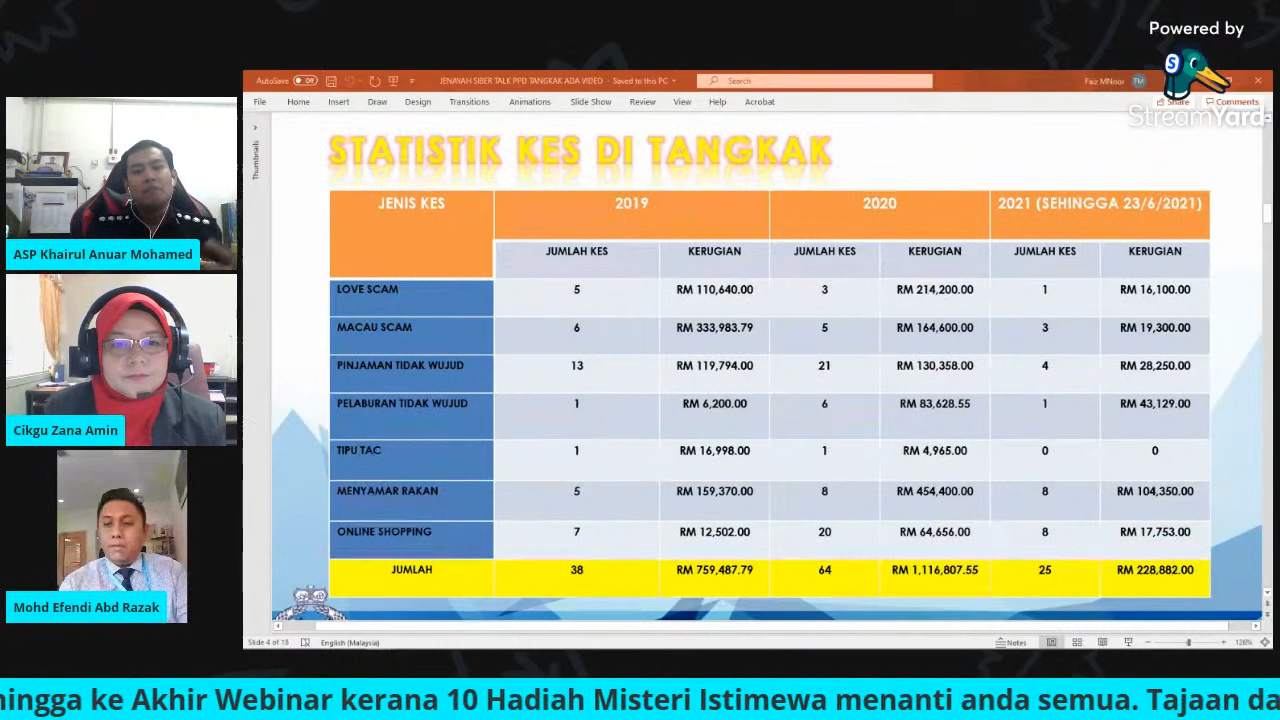 Powered by
StreamYard
AutoSave Off
JENAYAH SIBER TALK PPD TANGKAK ADA VIDEO - Saved to this PC
Search
Faiz MNoor TM
File Home Insert Draw Design Transitions Animations Slide Show Review View Help Acrobat Share Comments
Thumbnails
STATISTIK KES DI TANGKAK
JENIS KES 2019 2020 2021 (SEHINGGA 23/6/2021)
JUMLAH KES KERUGIAN JUMLAH KES KERUGIAN JUMLAH KES KERUGIAN
LOVE SCAM 5 RM 110,640.00 3 RM 214,200.00 1 RM 16,100.00
MACAU SCAM 6 RM 333,983.79 5 RM 164,600.00 3 RM 19,300.00
PINJAMAN TIDAK WUJUD 13 RM 119,794.00 21 RM 130,358.00 4 RM 28,250.00
PELABURAN TIDAK WUJUD 1 RM 6,200.00 6 RM 83,628.55 1 RM 43,129.00
TIPU TAC 1 RM 16,998.00 1 RM 4,965.00 0 0
MENYAMAR RAKAN 5 RM 159,370.00 8 RM 454,400.00 8 RM 104,350.00
ONLINE SHOPPING 7 RM 12,502.00 20 RM 64,656.00 8 RM 17,753.00
JUMLAH 38 RM 759,487.79 64 RM 1,116,807.55 25 RM 228,882.00
ASP Khairul Anuar Mohamed
Cikgu Zana Amin
Mohd Efendi Abd Razak
Slide 4 of 18 English (Malaysia) Notes 126%
hingga ke Akhir Webinar kerana 10 Hadiah Misteri Istimewa menanti anda semua. Tajaan da